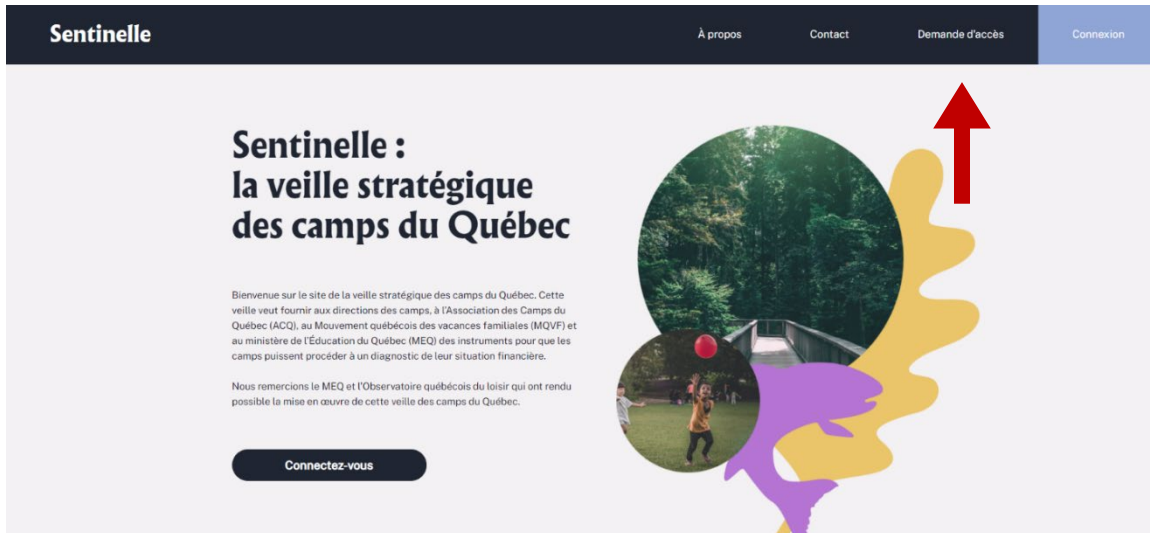 Sentinelle
À propos
Contact
Demande d'accès
Connexion
Sentinelle :
la veille stratégique
des camps du Québec
Bienvenue sur le site de la veille stratégique des camps du Québec. Cette
veille veut fournir aux directions des camps, à l'Association des Camps du
Québec (ACQ), au Mouvement québécois des vacances familiales (MQVF) et
au ministère de l'Éducation du Québec (MEQ) des instruments pour que les
camps puissent procéder à un diagnostic de leur situation financière.
Nous remercions le MEQ et l'Observatoire québécois du loisir qui ont rendu
possible la mise en œuvre de cette veille des camps du Québec.
Connectez-vous